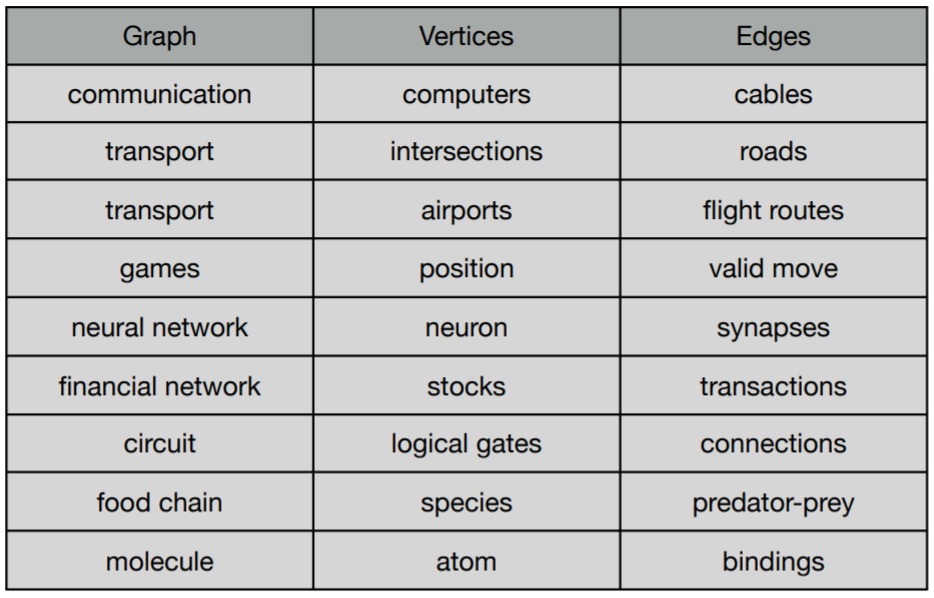 Graph Vertices Edges
communication computers cables
transport intersections roads
transport airports flight routes
games position valid move
neural network neuron synapses
financial network stocks transactions
circuit logical gates connections
food chain species predator-prey
molecule atom bindings